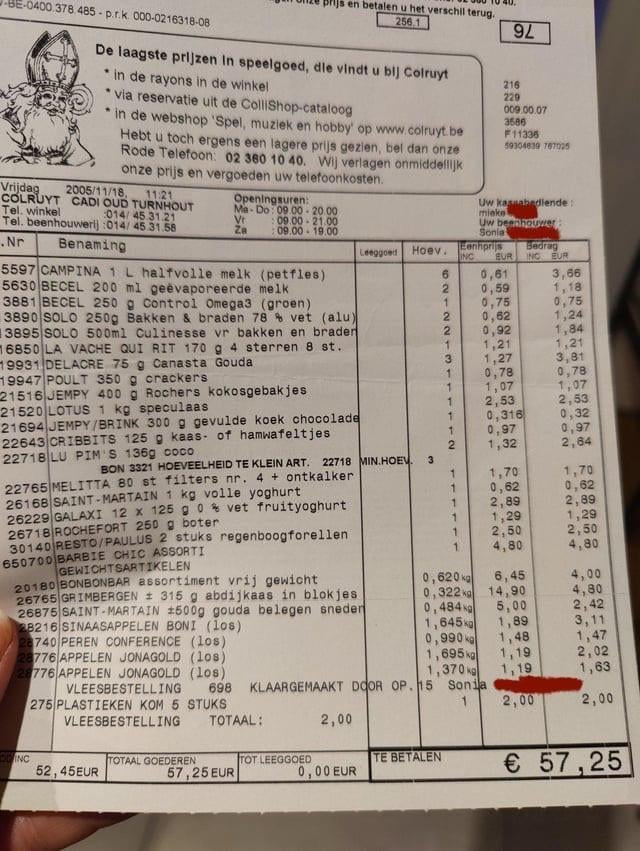 -BE-0400.378.485 - p.r.k. 000-0216318-08
prijs en betalen u het verschil terug.
256.1
97
De laagste prijzen in speelgoed, die vindt u bij Colruyt
* in de rayons in de winkel
* via reservatie uit de ColliShop-cataloog
* in de webshop 'Spel, muziek en hobby' op www.colruyt.be
Hebt u toch ergens een lagere prijs gezien, bel dan onze
Rode Telefoon: 02 360 10 40. Wij verlagen onmiddellijk
onze prijs en vergoeden uw telefoonkosten.
216
229
009.00.07
3586
F11336
59304639 767025
Vrijdag 2005/11/18, 11:21
COLRUYT CADI OUD TURNHOUT
Tel. winkel :014/ 45.31.21
Tel. beenhouwerij :014/ 45.31.58
Openingsuren:
Ma - Do : 09.00 - 20.00
Vr : 09.00 - 21.00
Za : 09.00 - 19.00
Uw kassabediende :
mieke
Uw beenhouwer :
Sonia
.Nr Benaming Leeggoed Hoev. Eenhprijs INC EUR Bedrag INC EUR
5597 CAMPINA 1 L halfvolle melk (petfles) 6 0,61 3,66
5630 BECEL 200 ml geëvaporeerde melk 2 0,59 1,18
3881 BECEL 250 g Control Omega3 (groen) 1 0,75 0,75
3890 SOLO 250g Bakken & braden 78 % vet (alu) 2 0,62 1,24
3895 SOLO 500ml Culinesse vr bakken en braden 2 0,92 1,84
16850 LA VACHE QUI RIT 170 g 4 sterren 8 st. 1 1,21 1,21
19931 DELACRE 75 g Canasta Gouda 3 1,27 3,81
19947 POULT 350 g crackers 1 0,78 0,78
21516 JEMPY 400 g Rochers kokosgebakjes 1 1,07 1,07
21520 LOTUS 1 kg speculaas 1 2,53 2,53
21694 JEMPY/BRINK 300 g gevulde koek chocolade 1 0,316 0,32
22643 CRIBBITS 125 g kaas- of hamwafeltjes 1 0,97 0,97
22718 LU PIM'S 136g coco 2 1,32 2,64
BON 3321 HOEVEELHEID TE KLEIN ART. 22718 MIN.HOEV. 3
22765 MELITTA 80 st filters nr. 4 + ontkalker 1 1,70 1,70
26168 SAINT-MARTAIN 1 kg volle yoghurt 1 0,62 0,62
26229 GALAXI 12 x 125 g 0 % vet fruityoghurt 1 2,89 2,89
26718 ROCHEFORT 250 g boter 1 1,29 1,29
30140 RESTO/PAULUS 2 stuks regenboogforellen 1 2,50 2,50
650700 BARBIE CHIC ASSORTI 1 4,80 4,80
GEWICHTSARTIKELEN
20180 BONBONBAR assortiment vrij gewicht 0,620 kg 6,45 4,00
26765 GRIMBERGEN ± 315 g abdijkaas in blokjes 0,322 kg 14,90 4,80
26875 SAINT-MARTAIN ±500g gouda belegen sneden 0,484 kg 5,00 2,42
28216 SINAASAPPELEN BONI (los) 1,645 kg 1,89 3,11
28740 PEREN CONFERENCE (los) 0,990 kg 1,48 1,47
28776 APPELEN JONAGOLD (los) 1,695 kg 1,19 2,02
28776 APPELEN JONAGOLD (los) 1,370 kg 1,19 1,63
VLEESBESTELLING 698 KLAARGEMAAKT DOOR OP.15 Sonia
275 PLASTIEKEN KOM 5 STUKS 1 2,00 2,00
VLEESBESTELLING TOTAAL: 2,00
INC 52,45EUR TOTAAL GOEDEREN 57,25EUR TOT LEEGGOED 0,00EUR TE BETALEN € 57,25